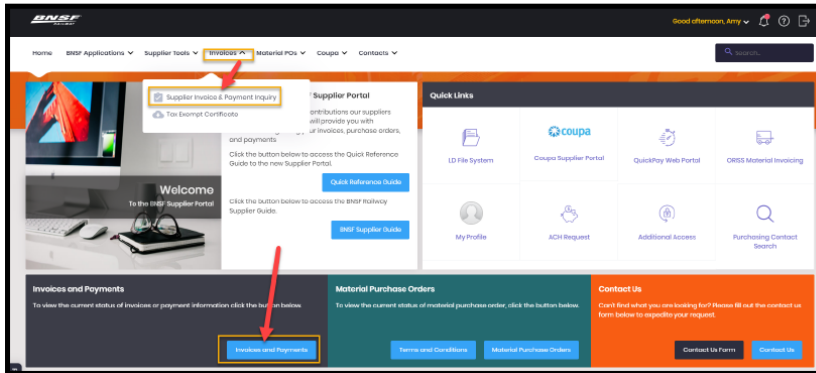 BNSF
RAILWAY
Good afternoon, Amy
Home BNSF Applications Supplier Tools Invoices Material POs Coupa Contacts
Search...
Supplier Invoice & Payment Inquiry
Tax Exempt Certificate
Supplier Portal
contributions our suppliers
will provide you with
your invoices, purchase orders,
and payments
Click the button below to access the Quick Reference
Guide to the new Supplier Portal.
Quick Reference Guide
Click the button below to access the BNSF Railway
Supplier Guide.
BNSF Supplier Guide
Welcome
To the BNSF Supplier Portal
Quick Links
LD File System
coupa
Coupa Supplier Portal
QuickPay Web Portal
ORISS Material Invoicing
My Profile
ACH Request
Additional Access
Purchasing Contact
Search
Invoices and Payments
To view the current status of invoices or payment information click the button below.
Invoices and Payments
Material Purchase Orders
To view the current status of material purchase order, click the button below.
Terms and Conditions
Material Purchase Orders
Contact Us
Can't find what you are looking for? Please fill out the contact us
form below to expedite your request.
Contact Us Form
Contact Us